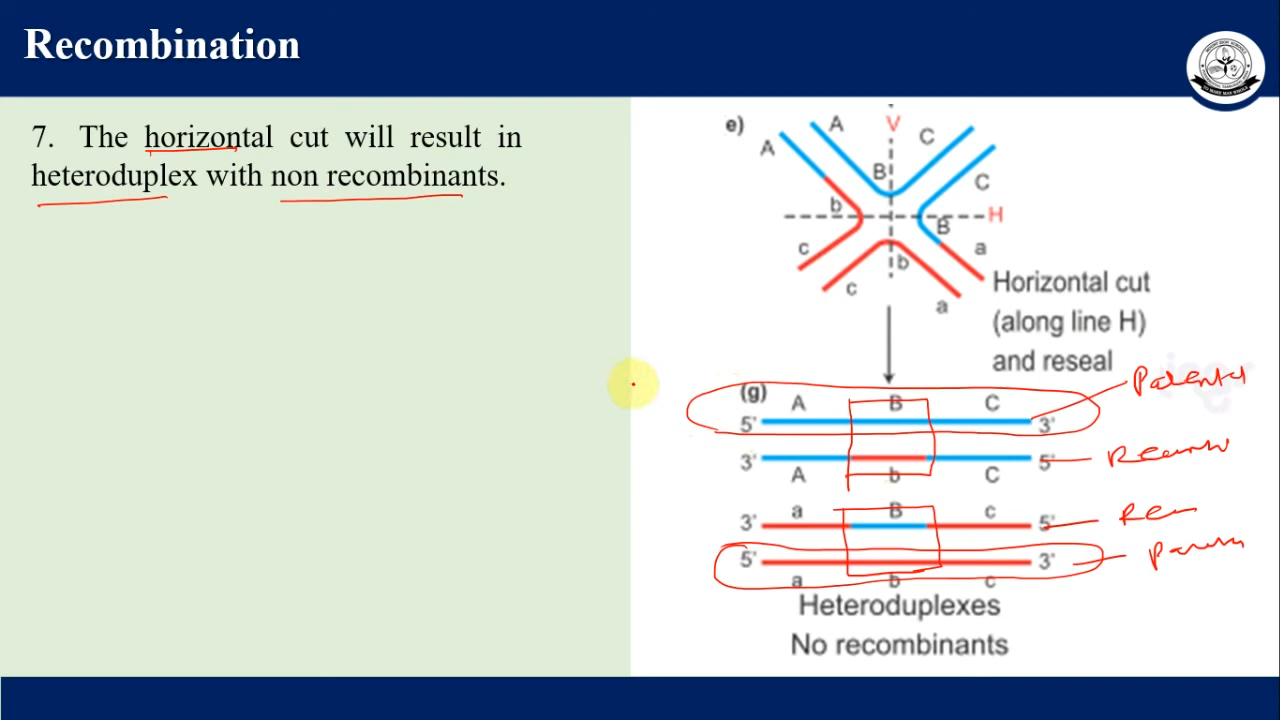 Recombination
7. The horizontal cut will result in
heteroduplex with non recombinants.
e)
A A V C
B C
b H
B
c a
b
c a
Horizontal cut
(along line H)
and reseal
(g) A B C
5' 3'
3' 5'
A b C
a B c
3' 5'
5' 3'
a b c
Heteroduplexes
No recombinants